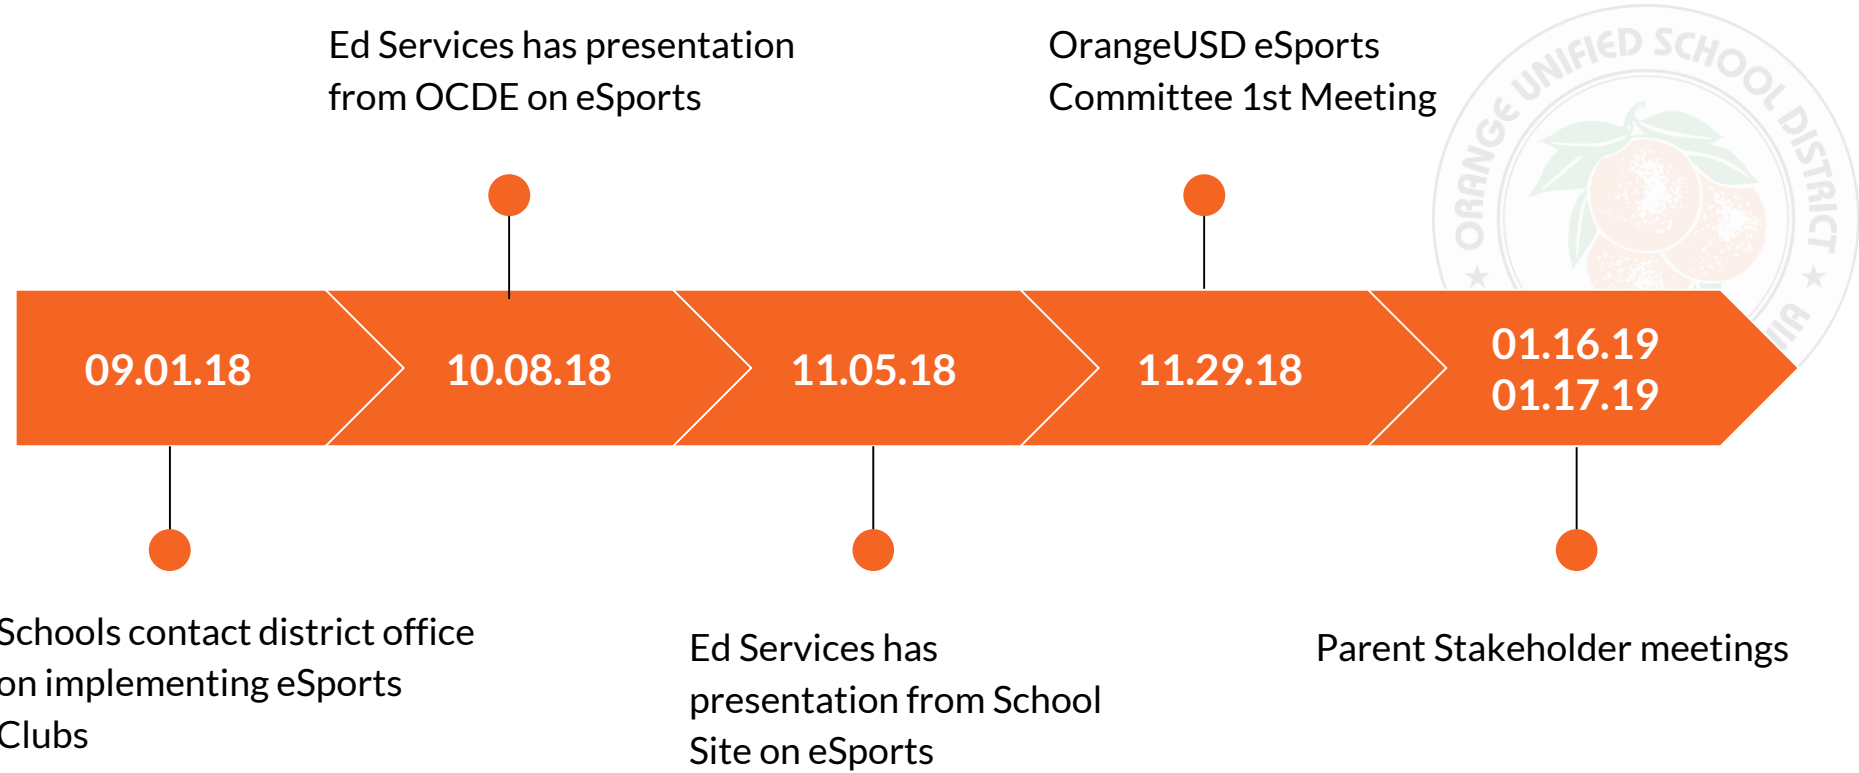 Ed Services has presentation
from OCDE on eSports
OrangeUSD eSports
Committee 1st Meeting
ORANGE UNIFIED SCHOOL DISTRICT
09.01.18
10.08.18
11.05.18
11.29.18
01.16.19
01.17.19
Schools contact district office
on implementing eSports
Clubs
Ed Services has
presentation from School
Site on eSports
Parent Stakeholder meetings